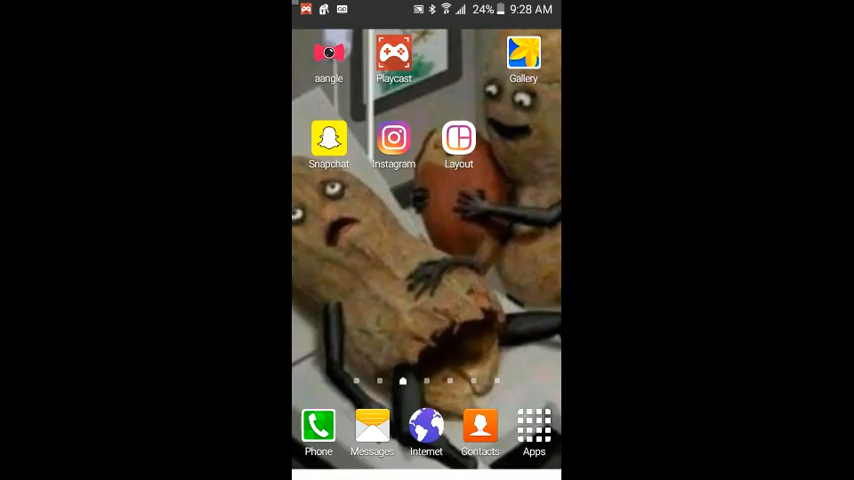 24% 9:28 AM
aangle Playcast Gallery
Snapchat Instagram Layout
Phone Messages Internet Contacts Apps